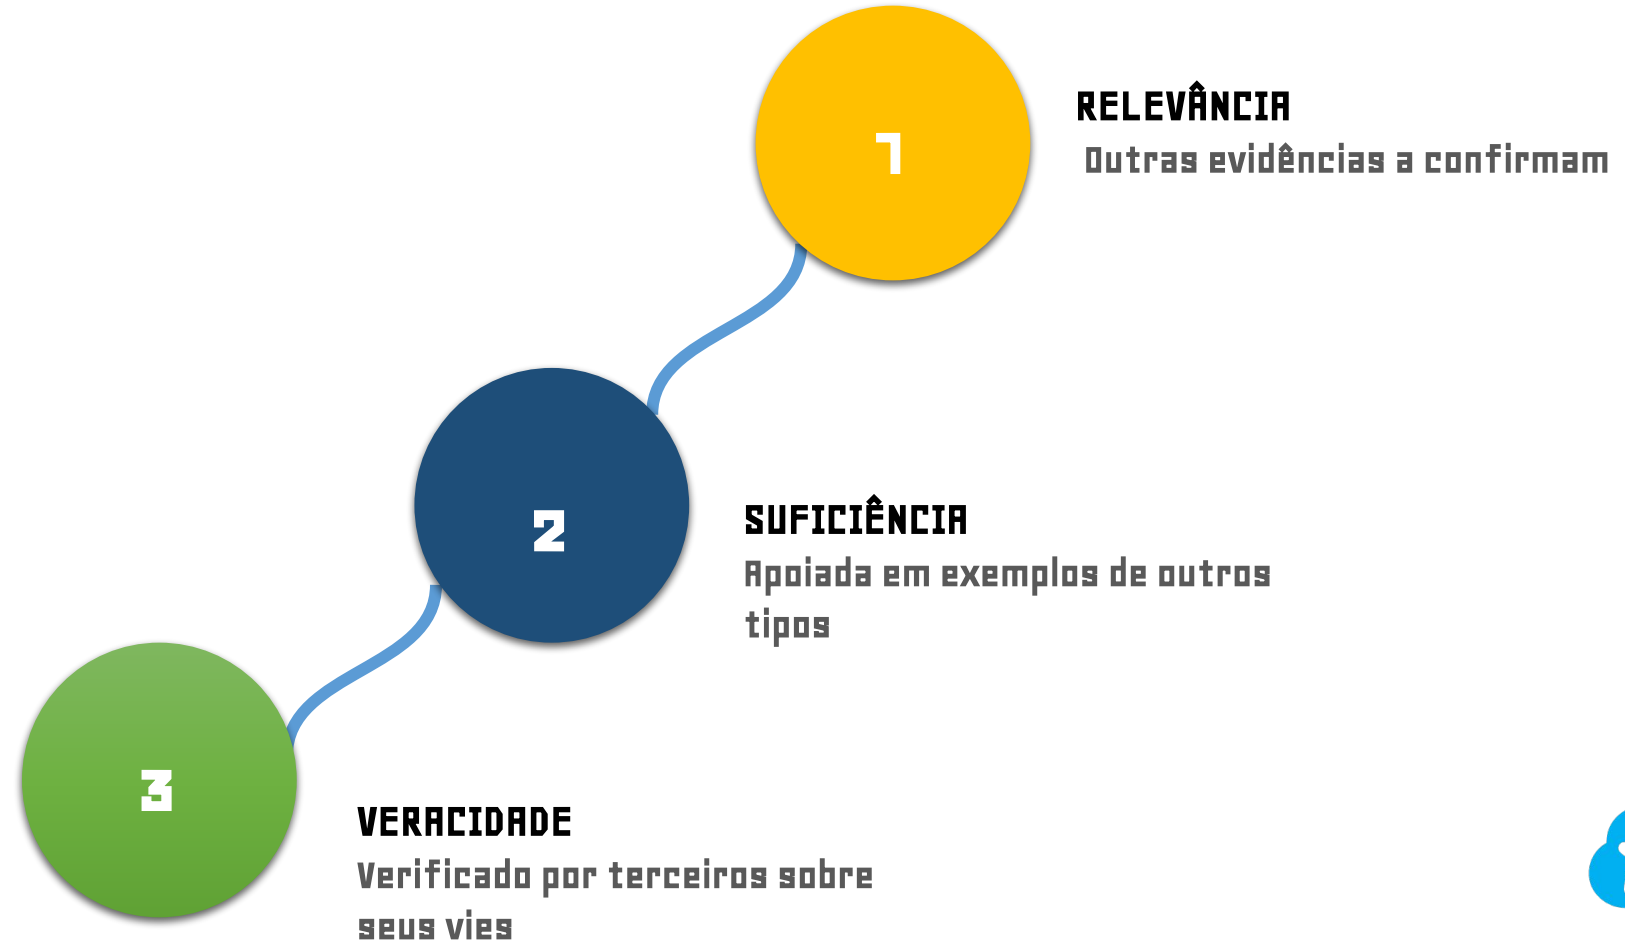 1
RELEVÂNCIA
Outras evidências a confirmam
2
SUFICIÊNCIA
Apoiada em exemplos de outros
tipos
3
VERACIDADE
Verificado por terceiros sobre
seus vies